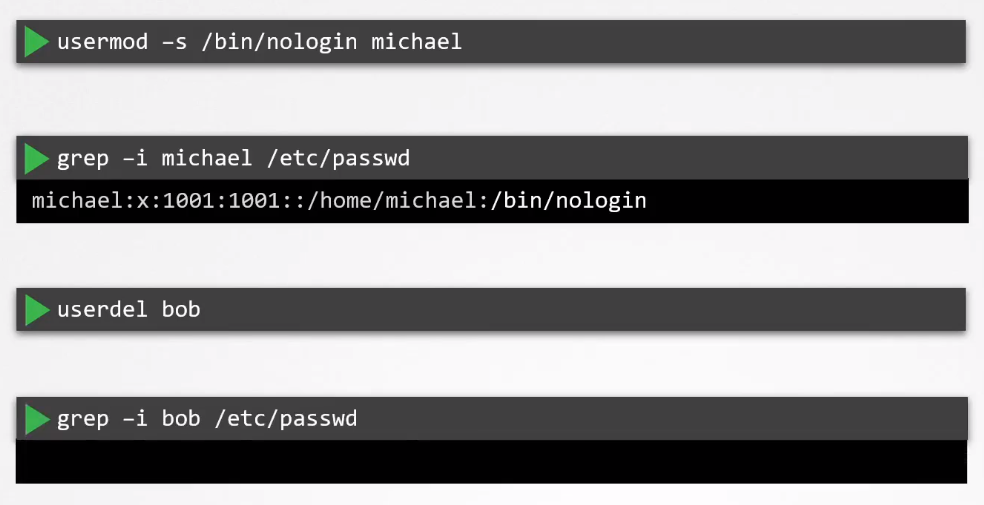 usermod –s /bin/nologin michael
grep –i michael /etc/passwd
michael:x:1001:1001::/home/michael:/bin/nologin
userdel bob
grep –i bob /etc/passwd